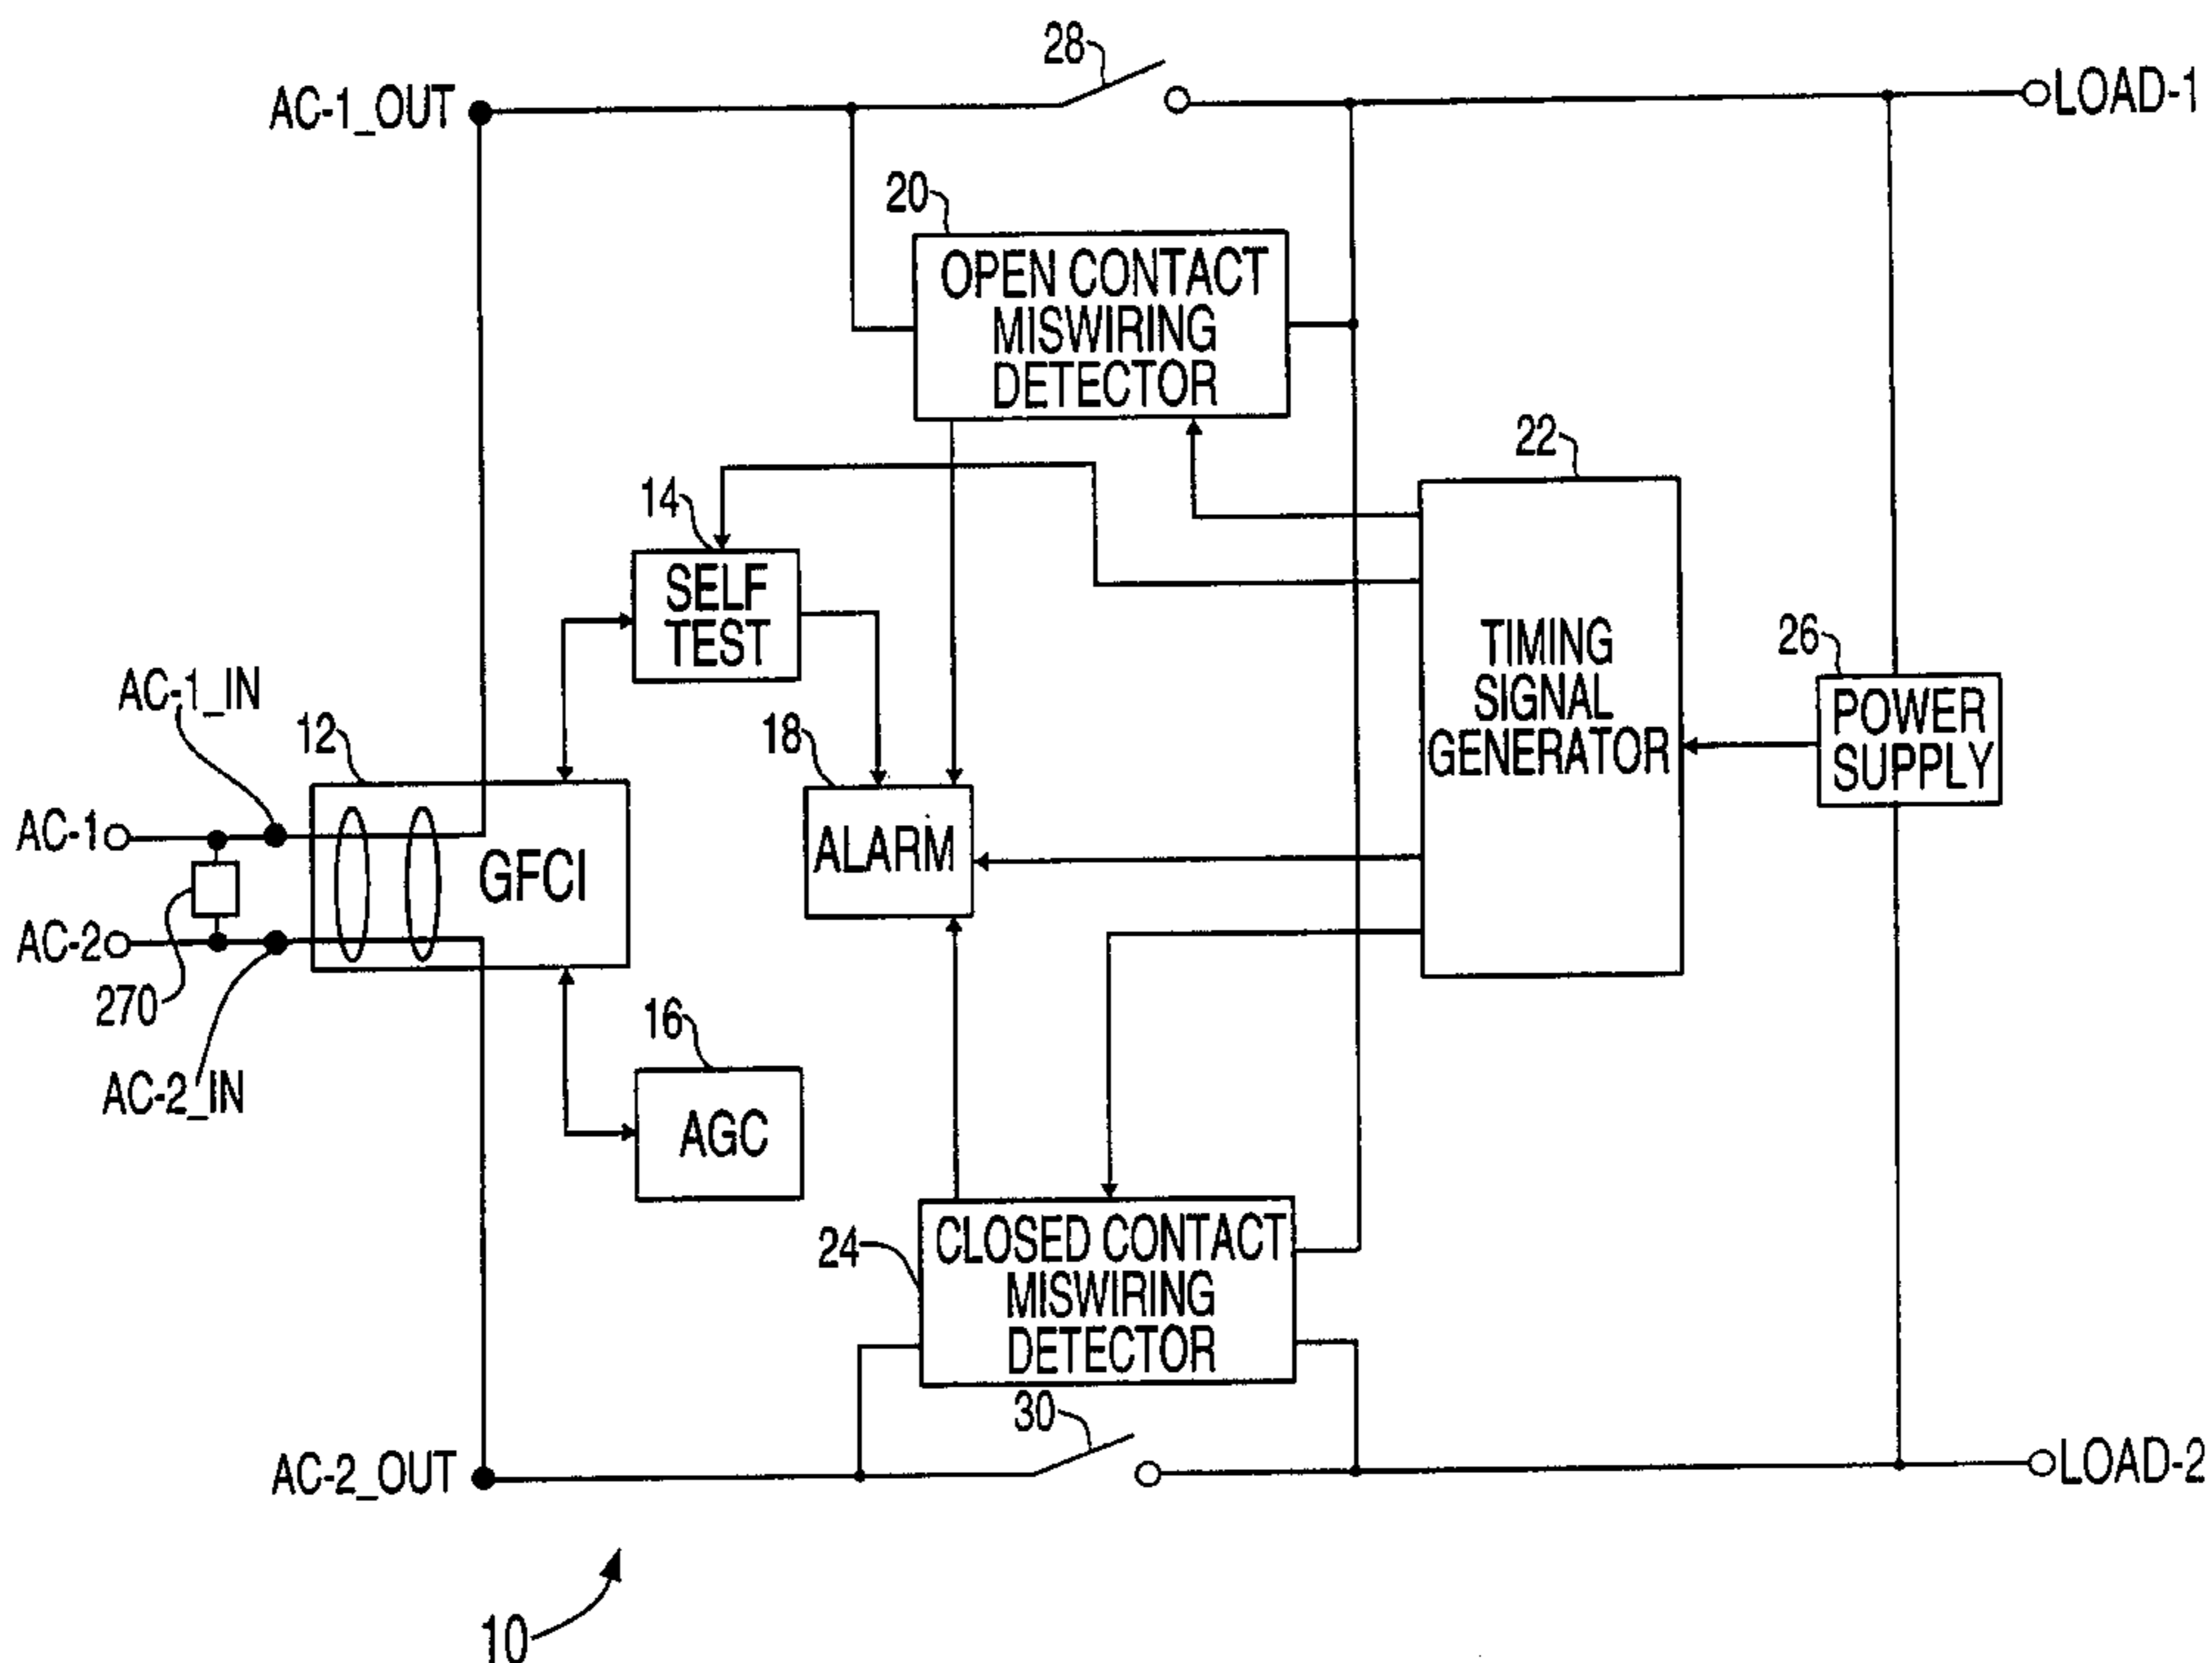 28
AC-1_OUT
LOAD-1
20
OPEN CONTACT
MISWIRING
DETECTOR
22
14
SELF
TEST
TIMING
SIGNAL
GENERATOR
26
POWER
SUPPLY
AC-1_IN
12
18
AC-1
GFCI
ALARM
AC-2
270
16
AC-2_IN
AGC
24
CLOSED CONTACT
MISWIRING
DETECTOR
30
AC-2_OUT
LOAD-2
10